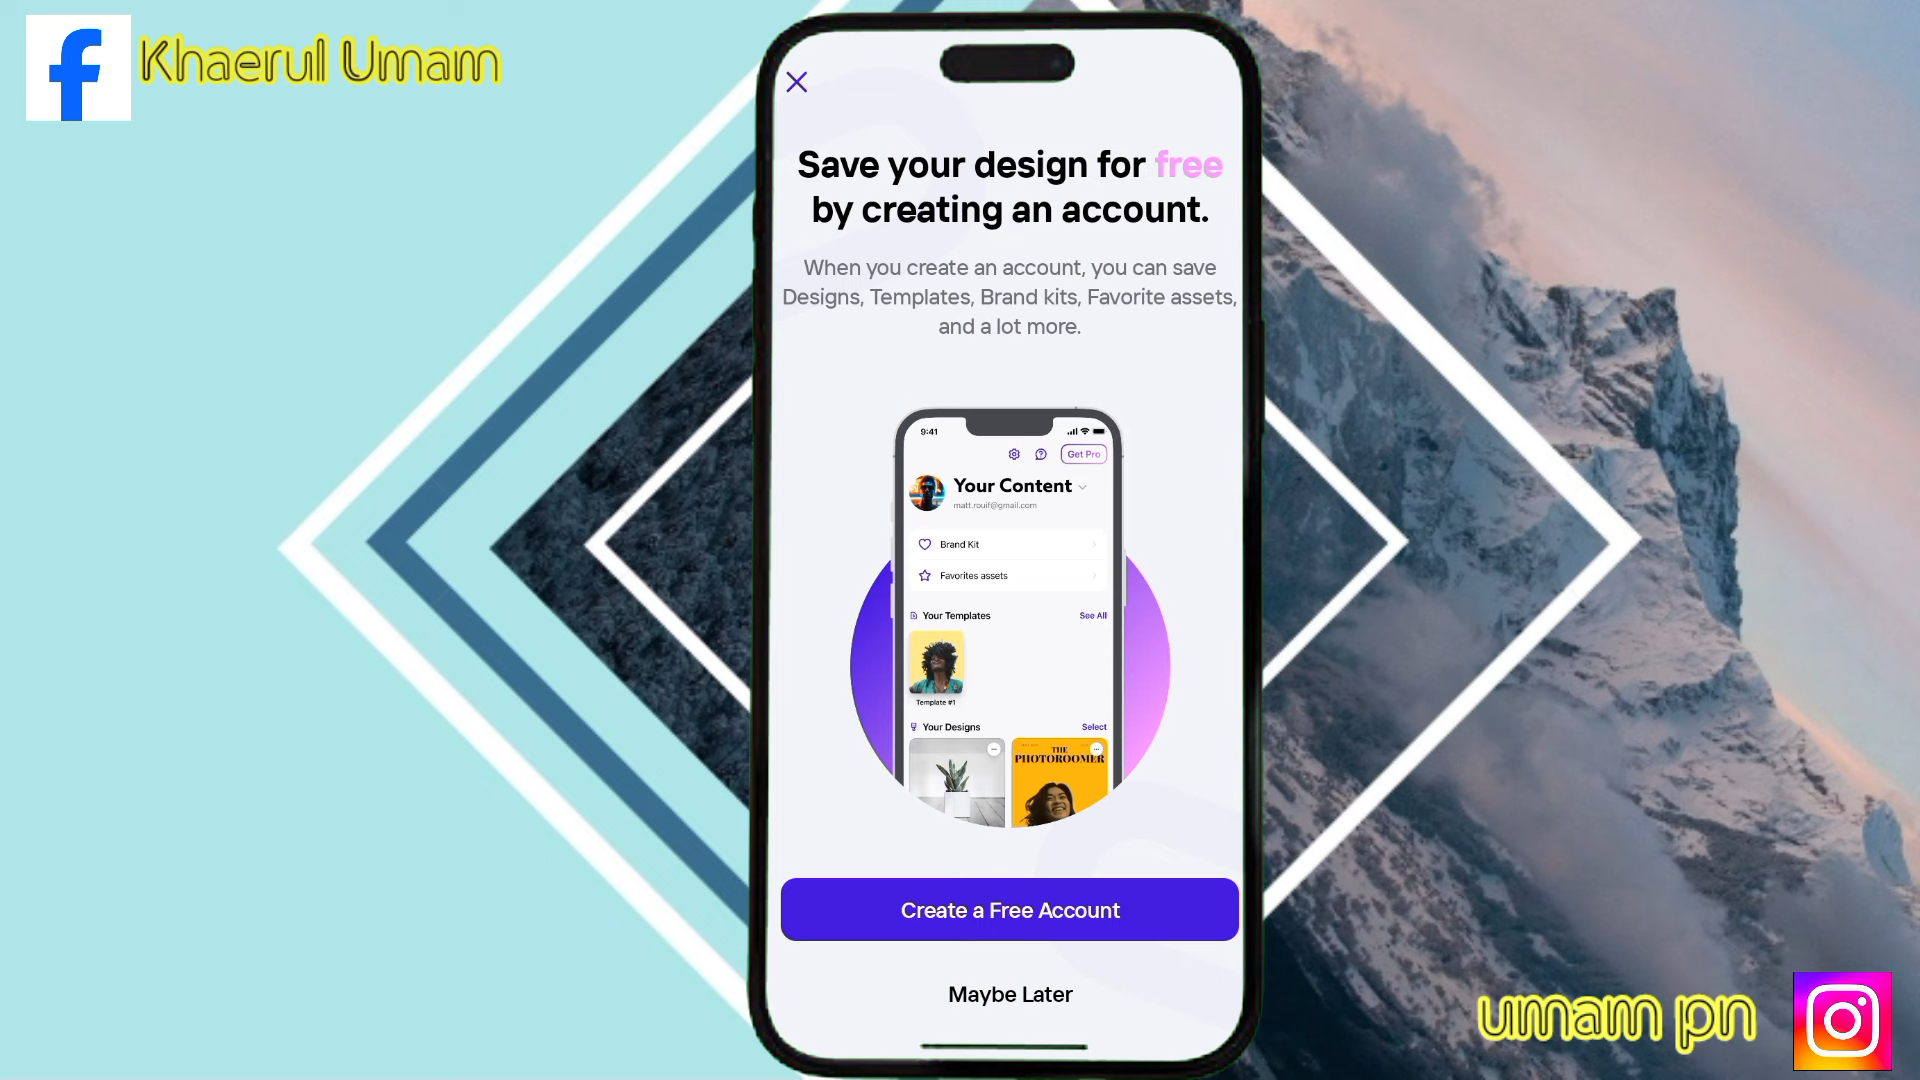 Khaerul Umam
Save your design for free
by creating an account.
When you create an account, you can save
Designs, Templates, Brand kits, Favorite assets,
and a lot more.
9:41
Get Pro
Your Content
matt.rouif@gmail.com
Brand Kit
Favorites assets
Your Templates
See All
Template #1
Your Designs
Select
THE
PHOTOROOMER
Create a Free Account
Maybe Later
umam pn